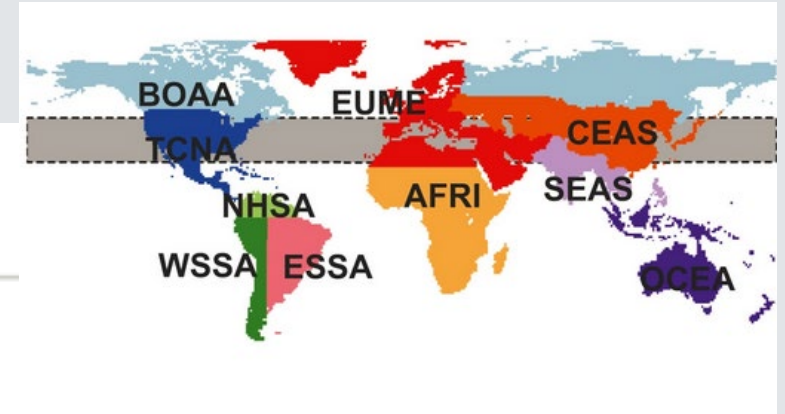 BOAA
EUME
TCNA
CEAS
NHSA
AFRI
SEAS
WSSA
ESSA
OCEA